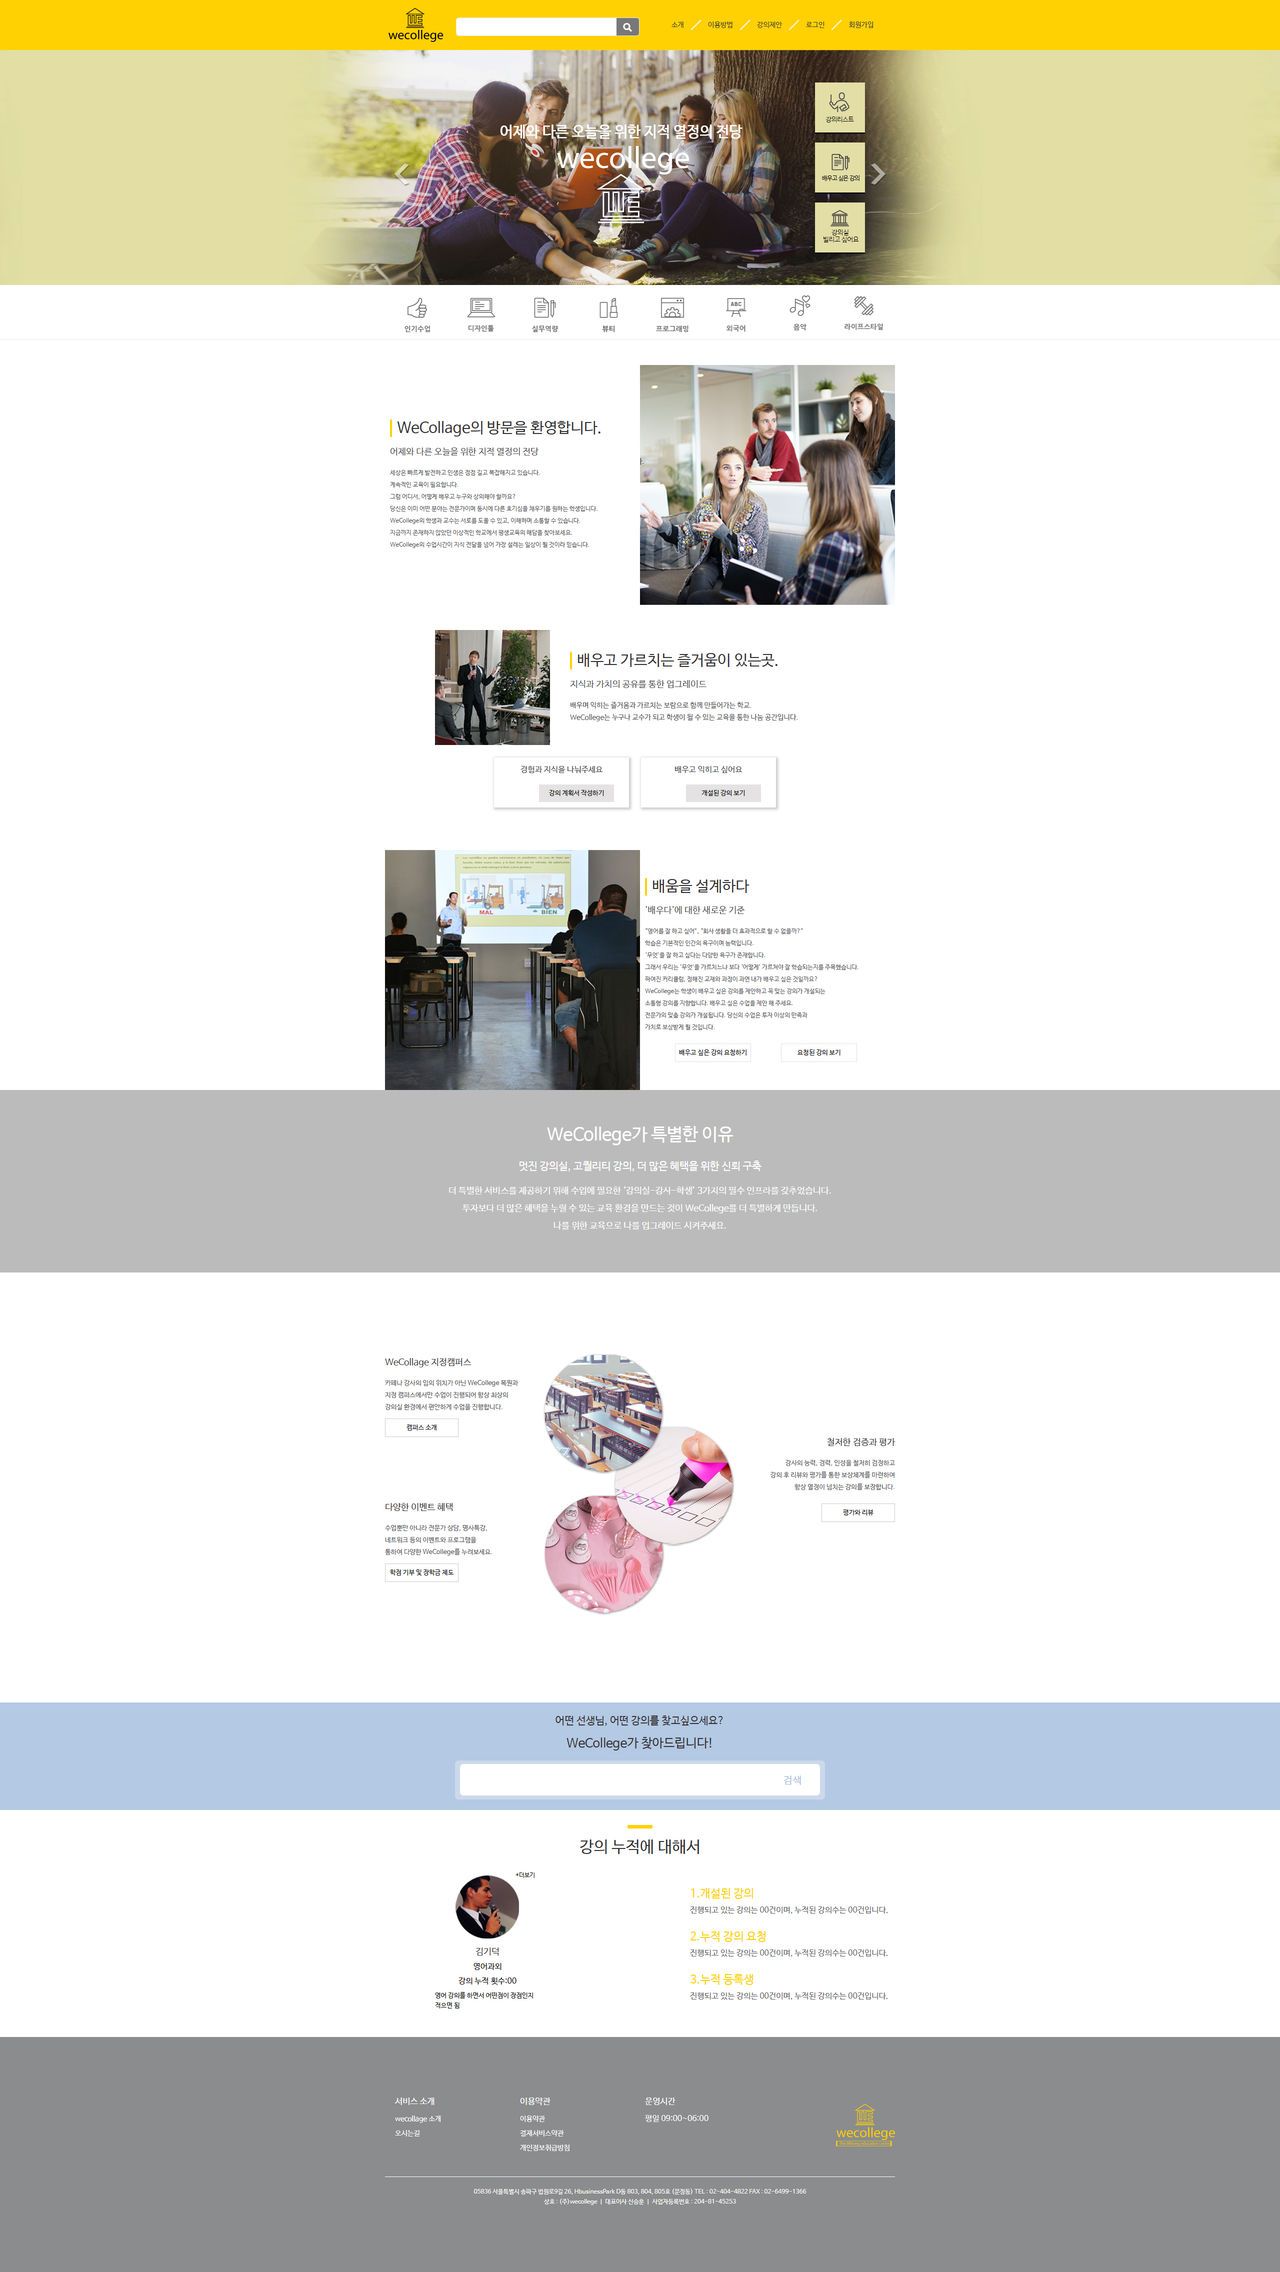 wecollege
소개
이용방법
강의제안
로그인
회원가입
어제와 다른 오늘을 위한 지적 열정의 전당
wecollege
WE
강의리스트
배우고 싶은 강의
강의실
빌리고 싶어요
인기수업
디자인툴
실무역량
뷰티
프로그래밍
ABC
외국어
음악
라이프스타일
WeCollage의 방문을 환영합니다.
어제와 다른 오늘을 위한 지적 열정의 전당
세상은 빠르게 발전하고 인생은 점점 길고 복잡해지고 있습니다.
계속적인 교육이 필요합니다.
그럼 어디서, 어떻게 배우고 누구와 상의해야 할까요?
당신은 이미 어떤 분야는 전문가이며 동시에 다른 호기심을 채우기를 원하는 학생입니다.
WeCollege의 학생과 교수는 서로를 도울 수 있고, 이해하며 소통할 수 있습니다.
지금까지 존재하지 않았던 이상적인 학교에서 평생교육의 해답을 찾아보세요.
WeCollege의 수업시간이 지식 전달을 넘어 가장 설레는 일상이 될 것이라 믿습니다.
배우고 가르치는 즐거움이 있는곳.
지식과 가치의 공유를 통한 업그레이드
배우며 익히는 즐거움과 가르치는 보람으로 함께 만들어가는 학교.
WeCollege는 누구나 교수가 되고 학생이 될 수 있는 교육을 통한 나눔 공간입니다.
경험과 지식을 나눠주세요
강의 계획서 작성하기
배우고 익히고 싶어요
개설된 강의 보기
MAL
BIEN
배움을 설계하다
'배우다'에 대한 새로운 기준
"영어를 잘 하고 싶어", "회사 생활을 더 효과적으로 할 수 없을까?"
학습은 기본적인 인간의 욕구이며 능력입니다.
'무엇'을 잘 하고 싶다는 다양한 욕구가 존재합니다.
그래서 우리는 '무엇'을 가르치느냐 보다 '어떻게' 가르쳐야 잘 학습되는지를 주목했습니다.
짜여진 커리큘럼, 정해진 교재와 과정이 과연 내가 배우고 싶은 것일까요?
WeCollege는 학생이 배우고 싶은 강의를 제안하고 꼭 맞는 강의가 개설되는
소통형 강의를 지향합니다. 배우고 싶은 수업을 제안 해 주세요.
전문가의 맞춤 강의가 개설됩니다. 당신의 수업은 투자 이상의 만족과
가치로 보상받게 될 것입니다.
배우고 싶은 강의 요청하기
요청된 강의 보기
WeCollege가 특별한 이유
멋진 강의실, 고퀄리티 강의, 더 많은 혜택을 위한 신뢰 구축
더 특별한 서비스를 제공하기 위해 수업에 필요한 '강의실-강사-학생' 3가지의 필수 인프라를 갖추었습니다.
투자보다 더 많은 혜택을 누릴 수 있는 교육 환경을 만드는 것이 WeCollege를 더 특별하게 만듭니다.
나를 위한 교육으로 나를 업그레이드 시켜주세요.
WeCollage 지정캠퍼스
카페나 강사의 임의 위치가 아닌 WeCollege 목원과
지정 캠퍼스에서만 수업이 진행되어 항상 최상의
강의실 환경에서 편안하게 수업을 진행합니다.
캠퍼스 소개
철저한 검증과 평가
강사의 능력, 경력, 인성을 철저히 검정하고
강의 후 리뷰와 평가를 통한 보상체계를 마련하여
항상 열정이 넘치는 강의를 보장합니다.
평가와 리뷰
다양한 이벤트 혜택
수업뿐만 아니라 전문가 상담, 명사특강,
네트워크 등의 이벤트와 프로그램을
통하여 다양한 WeCollege를 누려보세요.
학점 기부 및 장학금 제도
어떤 선생님, 어떤 강의를 찾고싶으세요?
WeCollege가 찾아드립니다!
검색
강의 누적에 대해서
+더보기
김기덕
영어과외
강의 누적 횟수:00
영어 강의를 하면서 어떤점이 장점인지
적으면 됨
1.개설된 강의
진행되고 있는 강의는 00건이며, 누적된 강의수는 00건입니다.
2.누적 강의 요청
진행되고 있는 강의는 00건이며, 누적된 강의수는 00건입니다.
3.누적 등록생
진행되고 있는 강의는 00건이며, 누적된 강의수는 00건입니다.
서비스 소개
wecollage 소개
오시는길
이용약관
이용약관
결제서비스약관
개인정보취급방침
운영시간
평일 09:00~06:00
wecollege
05836 서울특별시 송파구 법원로9길 26, HbusinessPark D동 803, 804, 805호 (문정동) TEL : 02-404-4822 FAX : 02-6499-1366
상호 : (주)wecollege | 대표이사 신승훈 | 사업자등록번호 : 204-81-45253